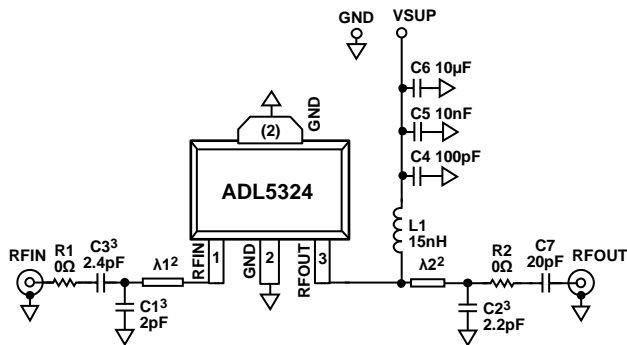 GND
VSUP
C6 10µF
C5 10nF
C4 100pF
(2)
GND
ADL5324
L1
15nH
RFIN
R1
0Ω
C3³
2.4pF
λ1²
C1³
2pF
RFIN
1
GND
2
RFOUT
3
λ2²
C2³
2.2pF
R2
0Ω
C7
20pF
RFOUT